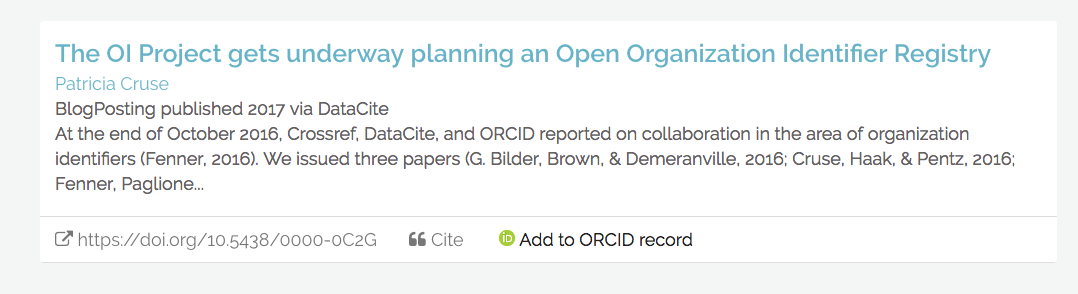 The OI Project gets underway planning an Open Organization Identifier Registry
Patricia Cruse
BlogPosting published 2017 via DataCite
At the end of October 2016, Crossref, DataCite, and ORCID reported on collaboration in the area of organization
identifiers (Fenner, 2016). We issued three papers (G. Bilder, Brown, & Demeranville, 2016; Cruse, Haak, & Pentz, 2016;
Fenner, Paglione...
https://doi.org/10.5438/0000-0C2G Cite iD Add to ORCID record